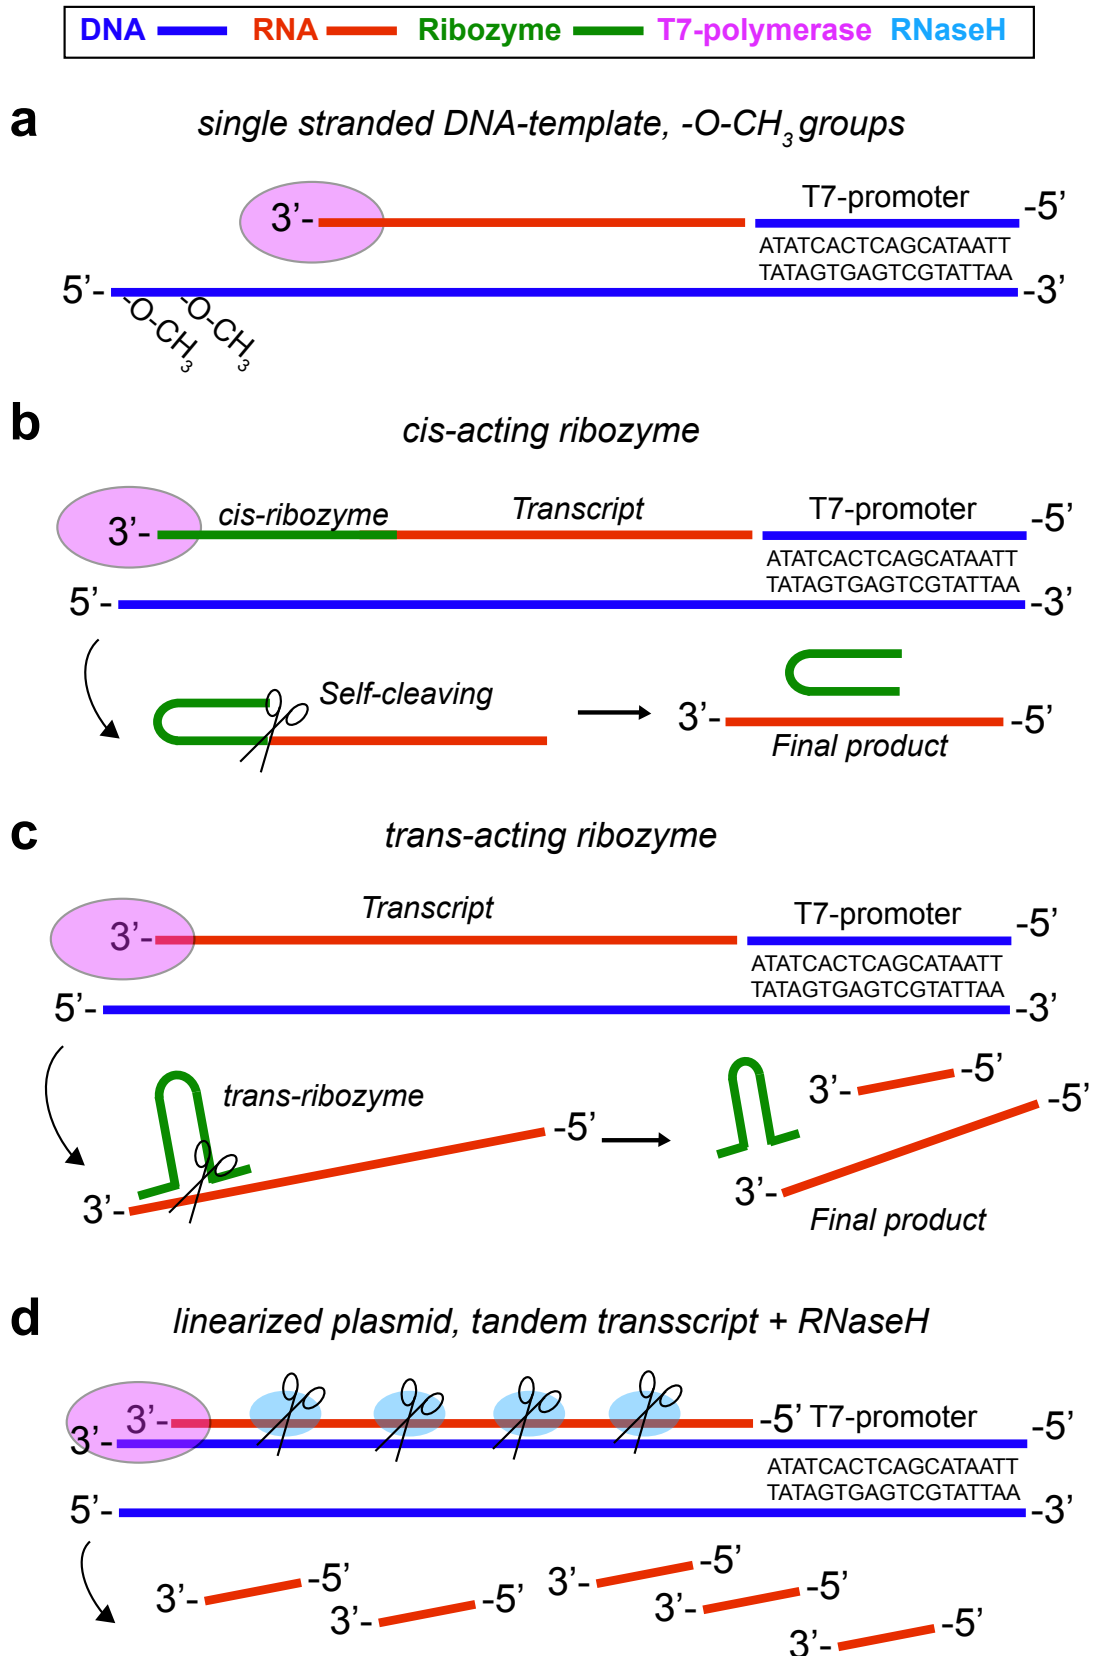 DNA RNA Ribozyme T7-polymerase RNaseH
a
single stranded DNA-template, -O-CH3 groups
T7-promoter
3’- -5’
ATATCACTCAGCATAATT
TATAGTGAGTCGTATTAA
5’- -3’
-O-CH3 -O-CH3
b
cis-acting ribozyme
cis-ribozyme Transcript T7-promoter
3’- -5’
ATATCACTCAGCATAATT
TATAGTGAGTCGTATTAA
5’- -3’
Self-cleaving
3’- -5’
Final product
c
trans-acting ribozyme
Transcript T7-promoter
3’- -5’
ATATCACTCAGCATAATT
TATAGTGAGTCGTATTAA
5’- -3’
trans-ribozyme
3’- -5’
3’- -5’
3’- -5’
Final product
d
linearized plasmid, tandem transscript + RNaseH
3’- -5’ T7-promoter
3’- -5’
ATATCACTCAGCATAATT
TATAGTGAGTCGTATTAA
5’- -3’
3’- -5’
3’- -5’
3’- -5’
3’- -5’
3’- -5’